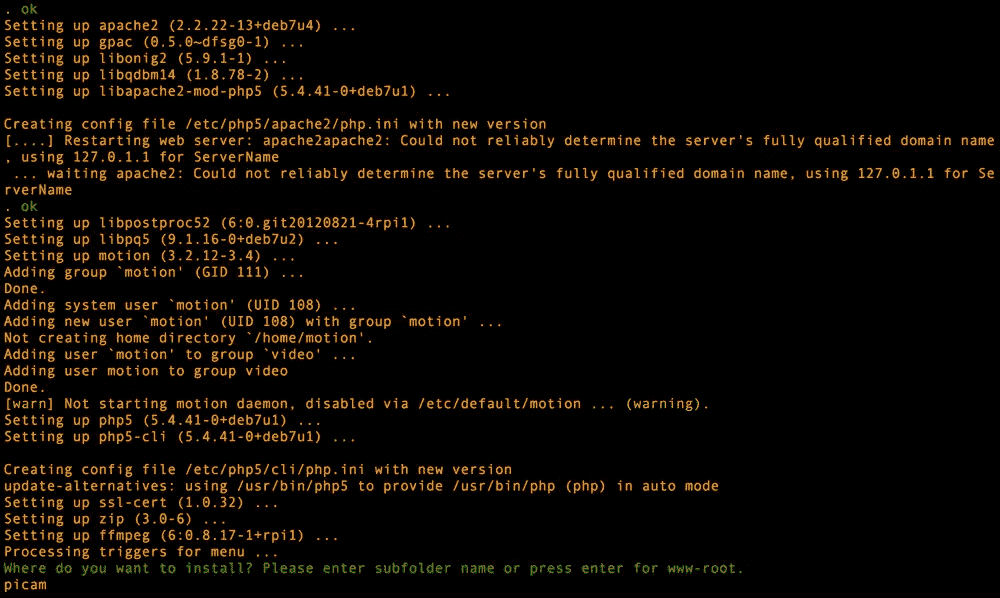 . ok
Setting up apache2 (2.2.22-13+deb7u4) ...
Setting up gpac (0.5.0~dfsg0-1) ...
Setting up libonig2 (5.9.1-1) ...
Setting up libqdbm14 (1.8.78-2) ...
Setting up libapache2-mod-php5 (5.4.41-0+deb7u1) ...
Creating config file /etc/php5/apache2/php.ini with new version
[....] Restarting web server: apache2apache2: Could not reliably determine the server's fully qualified domain name
, using 127.0.1.1 for ServerName
 ... waiting apache2: Could not reliably determine the server's fully qualified domain name, using 127.0.1.1 for Se
rverName
. ok
Setting up libpostproc52 (6:0.git20120821-4rpi1) ...
Setting up libpq5 (9.1.16-0+deb7u2) ...
Setting up motion (3.2.12-3.4) ...
Adding group `motion' (GID 111) ...
Done.
Adding system user `motion' (UID 108) ...
Adding new user `motion' (UID 108) with group `motion' ...
Not creating home directory `/home/motion'.
Adding user `motion' to group `video' ...
Adding user motion to group video
Done.
[warn] Not starting motion daemon, disabled via /etc/default/motion ... (warning).
Setting up php5 (5.4.41-0+deb7u1) ...
Setting up php5-cli (5.4.41-0+deb7u1) ...
Creating config file /etc/php5/cli/php.ini with new version
update-alternatives: using /usr/bin/php5 to provide /usr/bin/php (php) in auto mode
Setting up ssl-cert (1.0.32) ...
Setting up zip (3.0-6) ...
Setting up ffmpeg (6:0.8.17-1+rpi1) ...
Processing triggers for menu ...
Where do you want to install? Please enter subfolder name or press enter for www-root.
picam